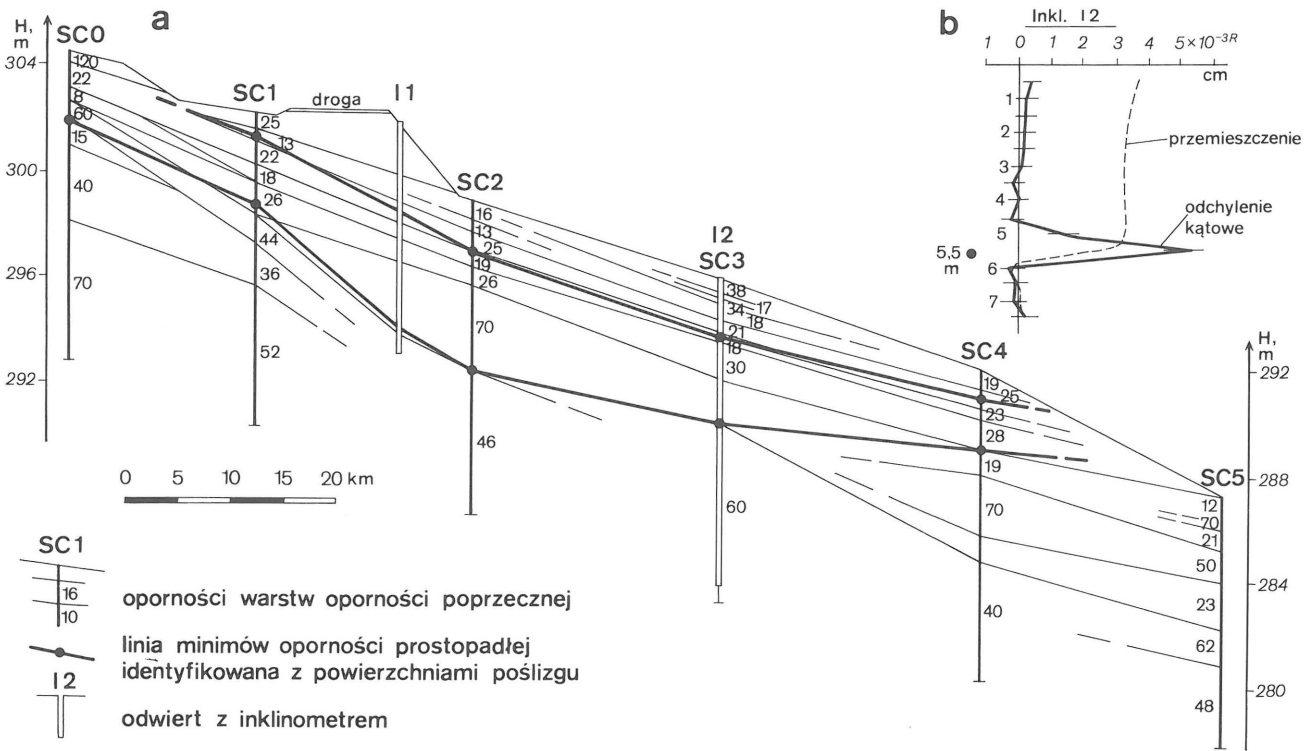 a
H,
m
304
300
296
292
SC0
120
22
8
60
15
40
70
SC1
25
13
22
18
26
44
36
52
droga
I1
SC2
16
13
25
19
26
70
46
I2
SC3
38
17
34
18
21
18
30
60
SC4
19
25
23
28
19
70
40
SC5
12
70
21
50
23
62
48
H,
m
292
288
284
280
b
Inkl. I2
1 0 1 2 3 4 5×10⁻³R
cm
1
2
3
4
5
6
7
5,5
m
przemieszczenie
odchylenie
kątowe
0 5 10 15 20 km
SC1
16
10
oporności warstw oporności poprzecznej
linia minimów oporności prostopadłej
identyfikowana z powierzchniami poślizgu
I2
odwiert z inklinometrem